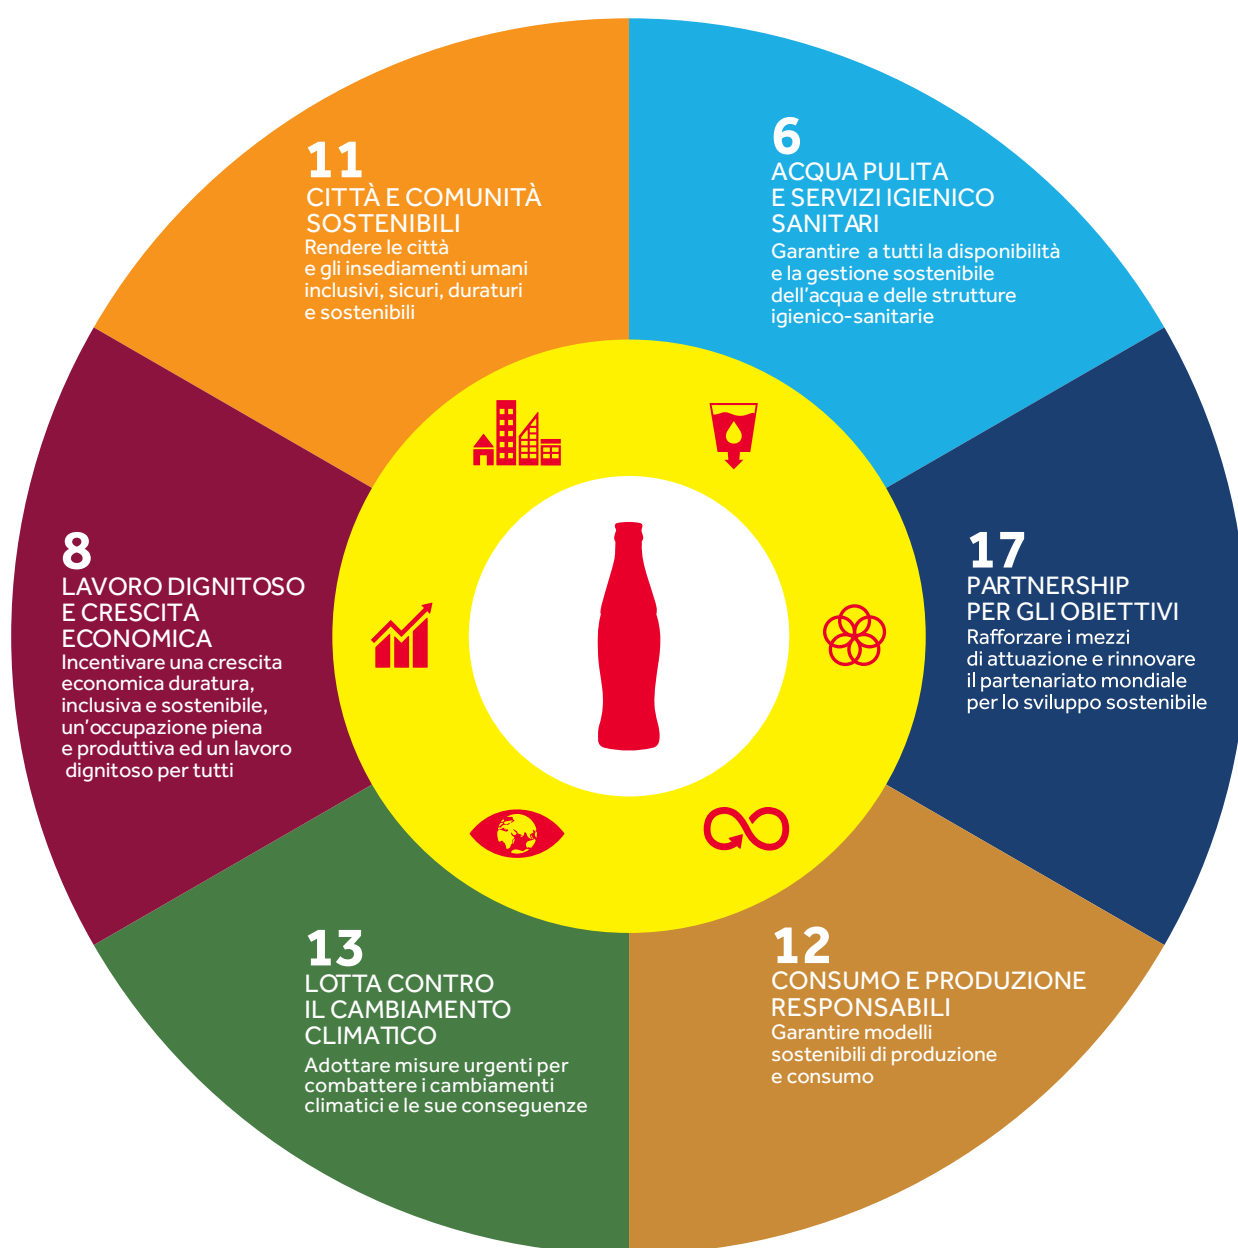 11
CITTÀ E COMUNITÀ
SOSTENIBILI
Rendere le città
e gli insediamenti umani
inclusivi, sicuri, duraturi
e sostenibili
6
ACQUA PULITA
E SERVIZI IGIENICO
SANITARI
Garantire a tutti la disponibilità
e la gestione sostenibile
dell'acqua e delle strutture
igienico-sanitarie
8
LAVORO DIGNITOSO
E CRESCITA
ECONOMICA
Incentivare una crescita
economica duratura,
inclusiva e sostenibile,
un'occupazione piena
e produttiva ed un lavoro
dignitoso per tutti
17
PARTNERSHIP
PER GLI OBIETTIVI
Rafforzare i mezzi
di attuazione e rinnovare
il partenariato mondiale
per lo sviluppo sostenibile
13
LOTTA CONTRO
IL CAMBIAMENTO
CLIMATICO
Adottare misure urgenti per
combattere i cambiamenti
climatici e le sue conseguenze
12
CONSUMO E PRODUZIONE
RESPONSABILI
Garantire modelli
sostenibili di produzione
e consumo